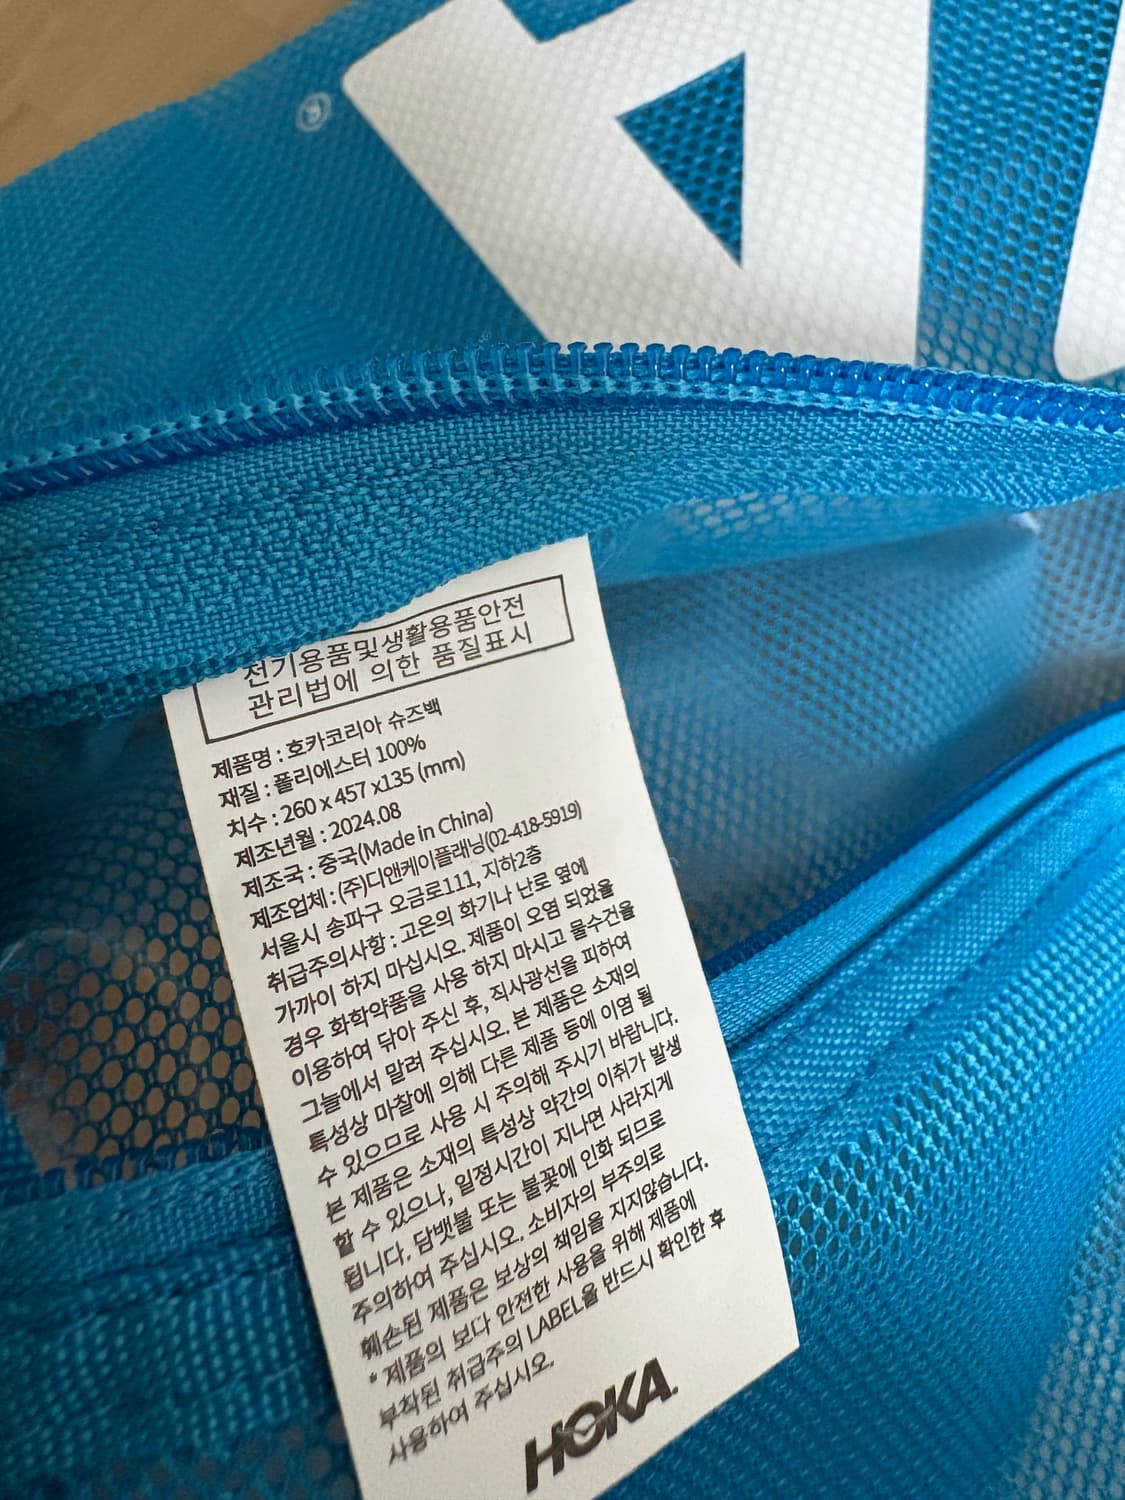 ®
A
전기용품및생활용품안전
관리법에 의한 품질표시
제품명 : 호카코리아 슈즈백
재질 : 폴리에스터 100%
치수 : 260 x 457 x135 (mm)
제조년월 : 2024.08
제조국 : 중국(Made in China)
제조업체 : (주)디앤케이플래닝(02-418-5919)
서울시 송파구 오금로111, 지하2층
취급주의사항 : 고온의 화기나 난로 옆에
가까이 하지 마십시오. 제품이 오염 되었을
경우 화학약품을 사용 하지 마시고 물수건을
이용하여 닦아 주신 후, 직사광선을 피하여
그늘에서 말려 주십시오. 본 제품은 소재의
특성상 마찰에 의해 다른 제품 등에 이염 될
수 있으므로 사용 시 주의해 주시기 바랍니다.
본 제품은 소재의 특성상 약간의 이취가 발생
할 수 있으나, 일정시간이 지나면 사라지게
됩니다. 담뱃불 또는 불꽃에 인화 되므로
주의하여 주십시오. 소비자의 부주의로
훼손된 제품은 보상의 책임을 지지않습니다.
* 제품의 보다 안전한 사용을 위해 제품에
부착된 취급주의 LABEL을 반드시 확인한 후
사용하여 주십시오.
HOKA